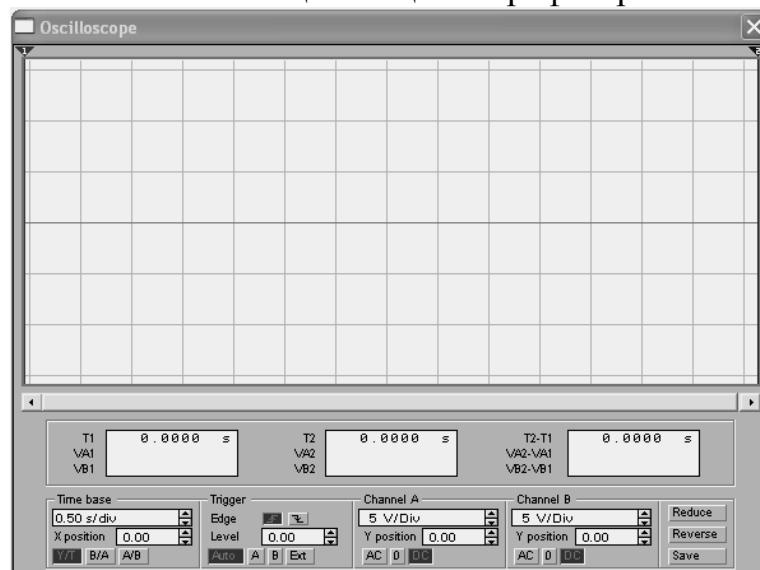 Oscilloscope
1
2
T1 0.0000 s
VA1
VB1
T2 0.0000 s
VA2
VB2
T2-T1 0.0000 s
VA2-VA1
VB2-VB1
Time base
0.50 s/div
X position 0.00
Y/T B/A A/B
Trigger
Edge
Level 0.00
Auto A B Ext
Channel A
5 V/Div
Y position 0.00
AC 0 DC
Channel B
5 V/Div
Y position 0.00
AC 0 DC
Reduce
Reverse
Save